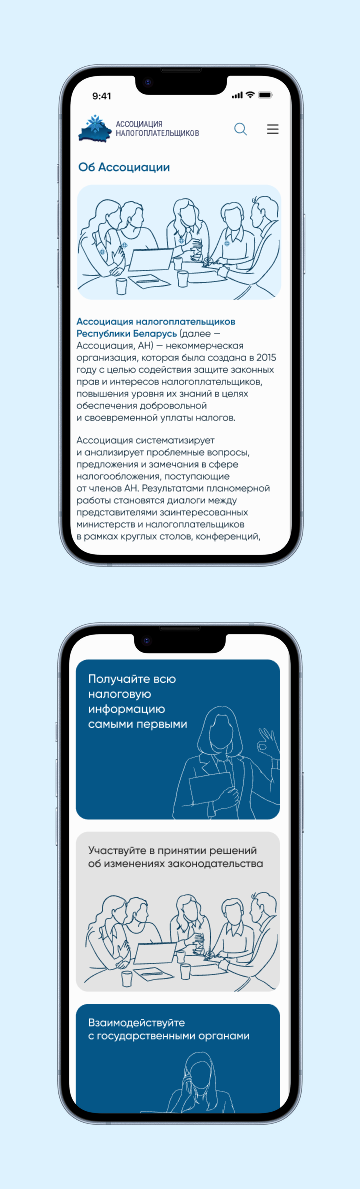 9:41
АССОЦИАЦИЯ
НАЛОГОПЛАТЕЛЬЩИКОВ
Об Ассоциации
Ассоциация налогоплательщиков
Республики Беларусь (далее —
Ассоциация, АН) — некоммерческая
организация, которая была создана в 2015
году с целью содействия защите законных
прав и интересов налогоплательщиков,
повышения уровня их знаний в целях
обеспечения добровольной
и своевременной уплаты налогов.
Ассоциация систематизирует
и анализирует проблемные вопросы,
предложения и замечания в сфере
налогообложения, поступающие
от членов АН. Результатами планомерной
работы становятся диалоги между
представителями заинтересованных
министерств и налогоплательщиков
в рамках круглых столов, конференций,
Получайте всю
налоговую
информацию
самыми первыми
Участвуйте в принятии решений
об изменениях законодательства
Взаимодействуйте
с государственными органами